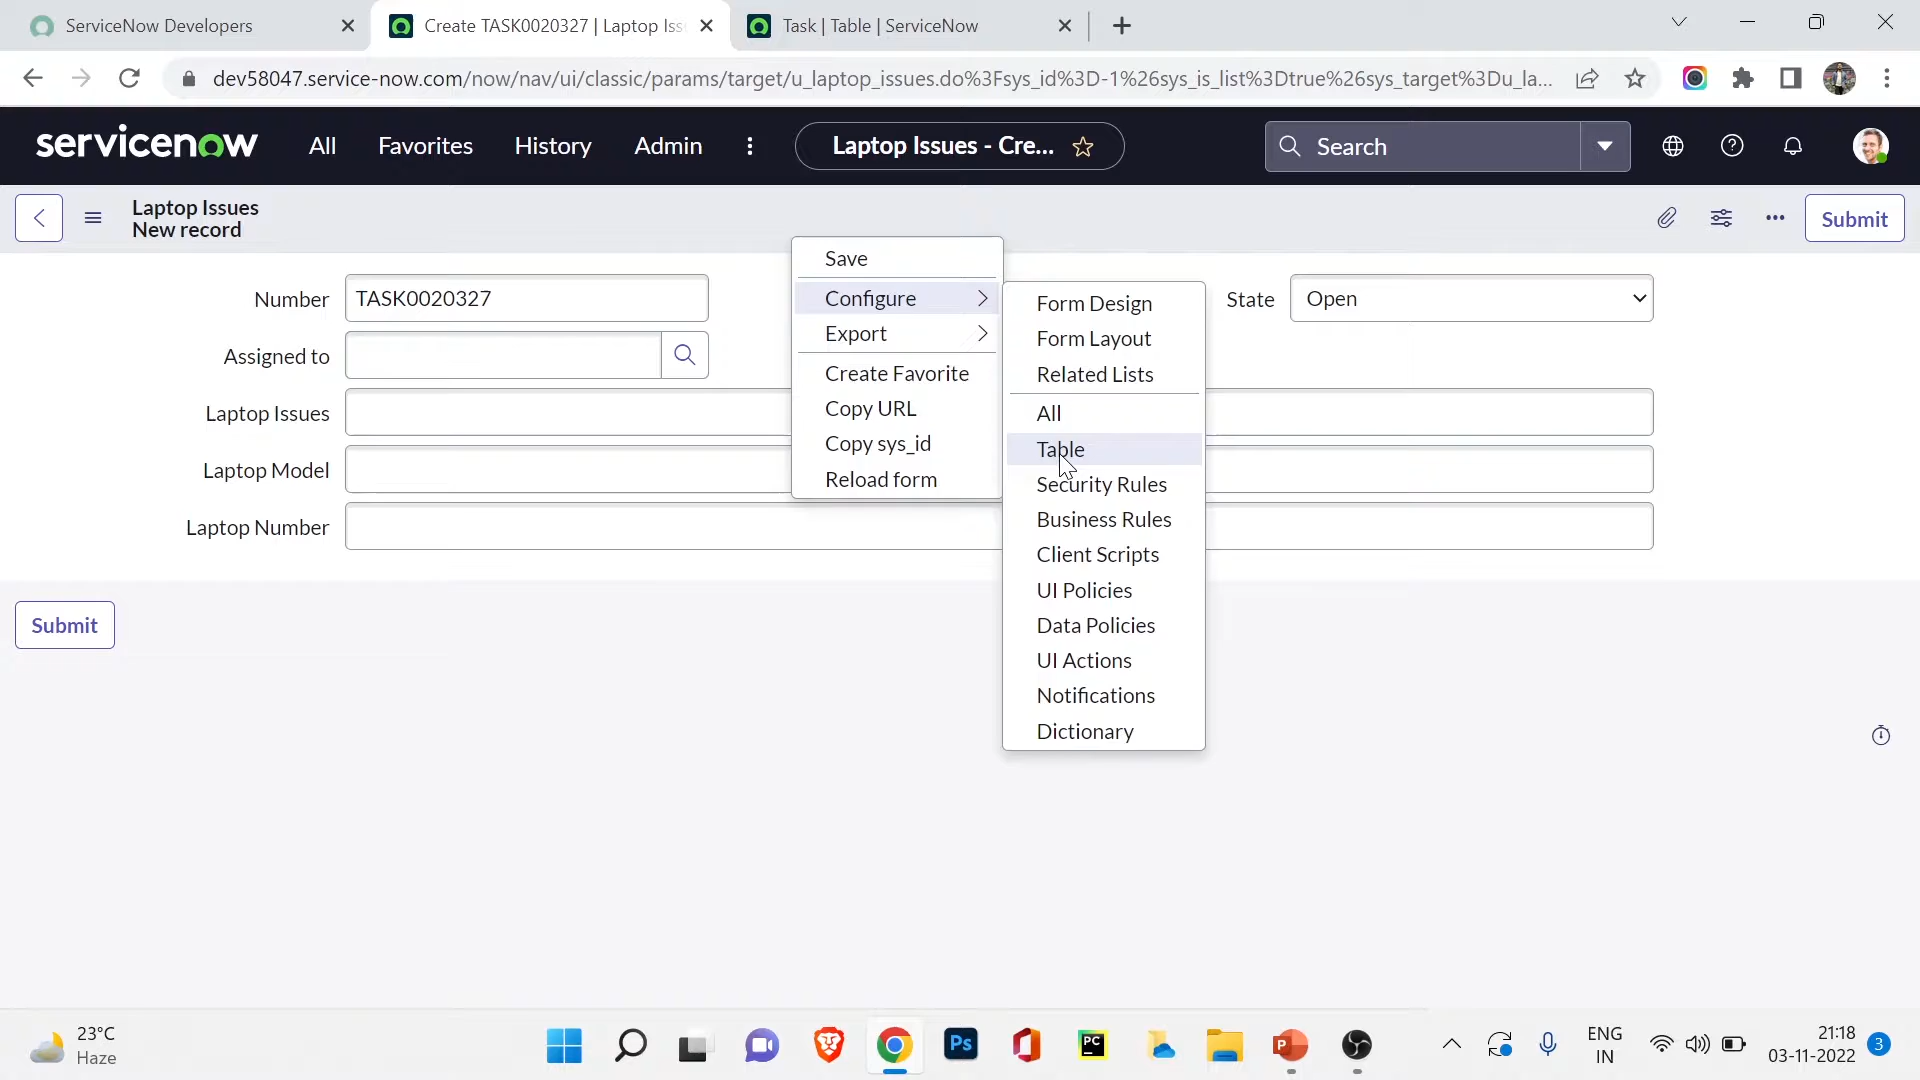 ServiceNow Developers
Create TASK0020327 | Laptop Iss
Task | Table | ServiceNow
dev58047.service-now.com/now/nav/ui/classic/params/target/u_laptop_issues.do%3Fsys_id%3D-1%26sys_is_list%3Dtrue%26sys_target%3Du_la...
servicenow
All
Favorites
History
Admin
Laptop Issues - Cre...
Search
Laptop Issues
New record
Submit
Number
TASK0020327
State
Open
Assigned to
Laptop Issues
Laptop Model
Laptop Number
Save
Configure
Export
Create Favorite
Copy URL
Copy sys_id
Reload form
Form Design
Form Layout
Related Lists
All
Table
Security Rules
Business Rules
Client Scripts
UI Policies
Data Policies
UI Actions
Notifications
Dictionary
Submit
23°C
Haze
Ps
PC
P
ENG
IN
21:18
03-11-2022
3